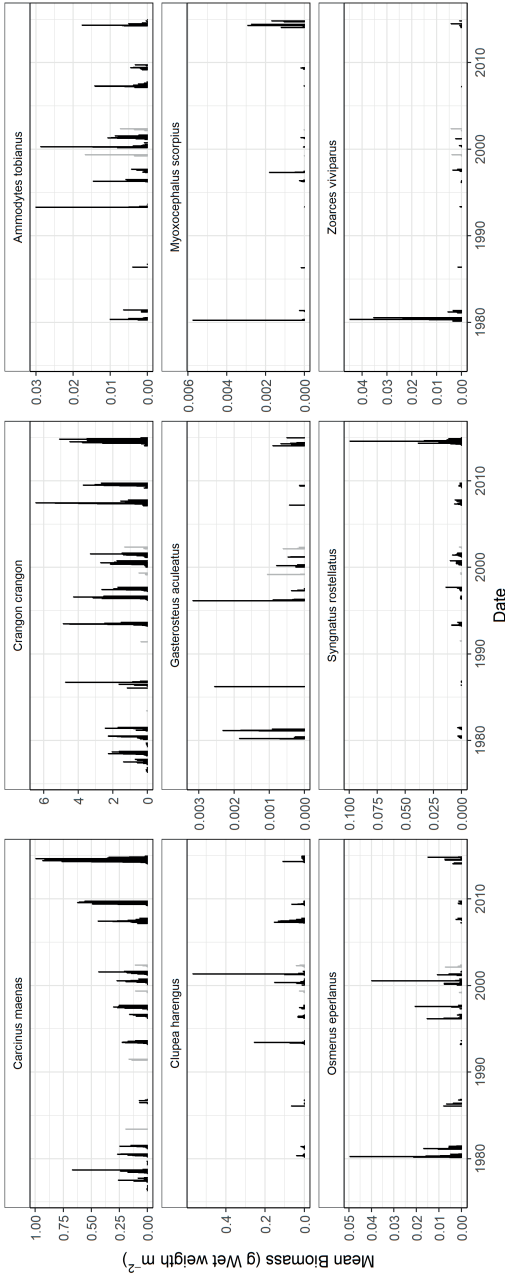 Carcinus maenas
Crangon crangon
Ammodytes tobianus
1.00
0.75
0.50
0.25
0.00
6
4
2
0
0.03
0.02
0.01
0.00
Clupea harengus
Gasterosteus aculeatus
Myoxocephalus scorpius
0.4
0.2
0.0
0.003
0.002
0.001
0.000
0.006
0.004
0.002
0.000
Osmerus eperlanus
Syngnatus rostellatus
Zoarces viviparus
0.05
0.04
0.03
0.02
0.01
0.00
0.100
0.075
0.050
0.025
0.000
0.04
0.03
0.02
0.01
0.00
1980 1990 2000 2010
1980 1990 2000 2010
1980 1990 2000 2010
Date
Mean Biomass (g Wet weigth m⁻²)